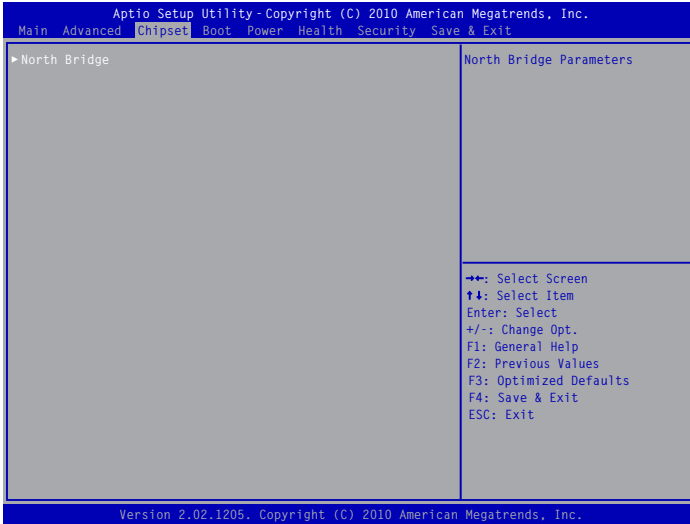 Aptio Setup Utility - Copyright (C) 2010 American Megatrends, Inc.
Main Advanced Chipset Boot Power Health Security Save & Exit
►North Bridge
North Bridge Parameters
→←: Select Screen
↑↓: Select Item
Enter: Select
+/-: Change Opt.
F1: General Help
F2: Previous Values
F3: Optimized Defaults
F4: Save & Exit
ESC: Exit
Version 2.02.1205. Copyright (C) 2010 American Megatrends, Inc.